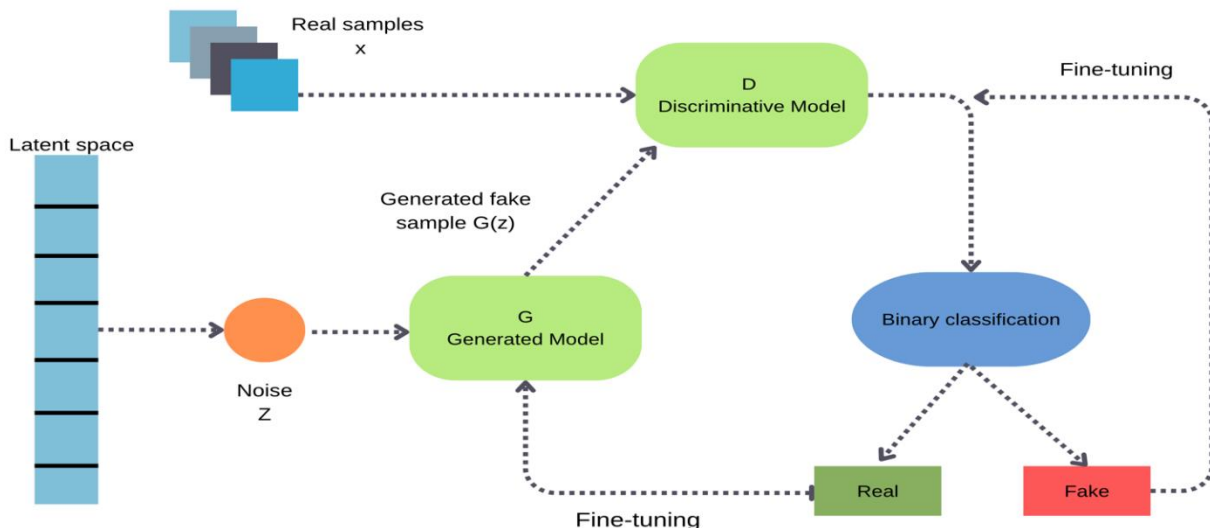 Real samples
x
D
Discriminative Model
Fine-tuning
Latent space
Generated fake
sample G(z)
G
Generated Model
Binary classification
Noise
Z
Real
Fake
Fine-tuning